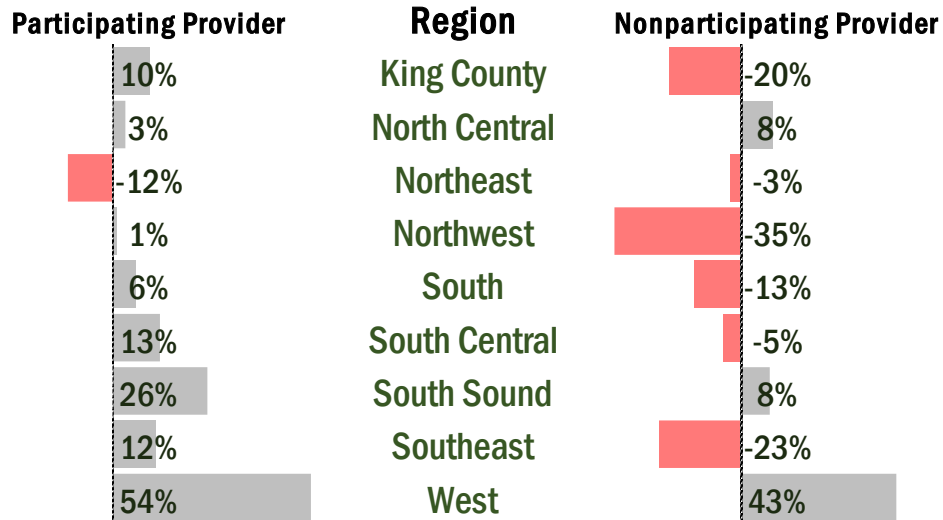 Participating Provider Region Nonparticipating Provider
10% King County -20%
3% North Central 8%
-12% Northeast -3%
1% Northwest -35%
6% South -13%
13% South Central -5%
26% South Sound 8%
12% Southeast -23%
54% West 43%